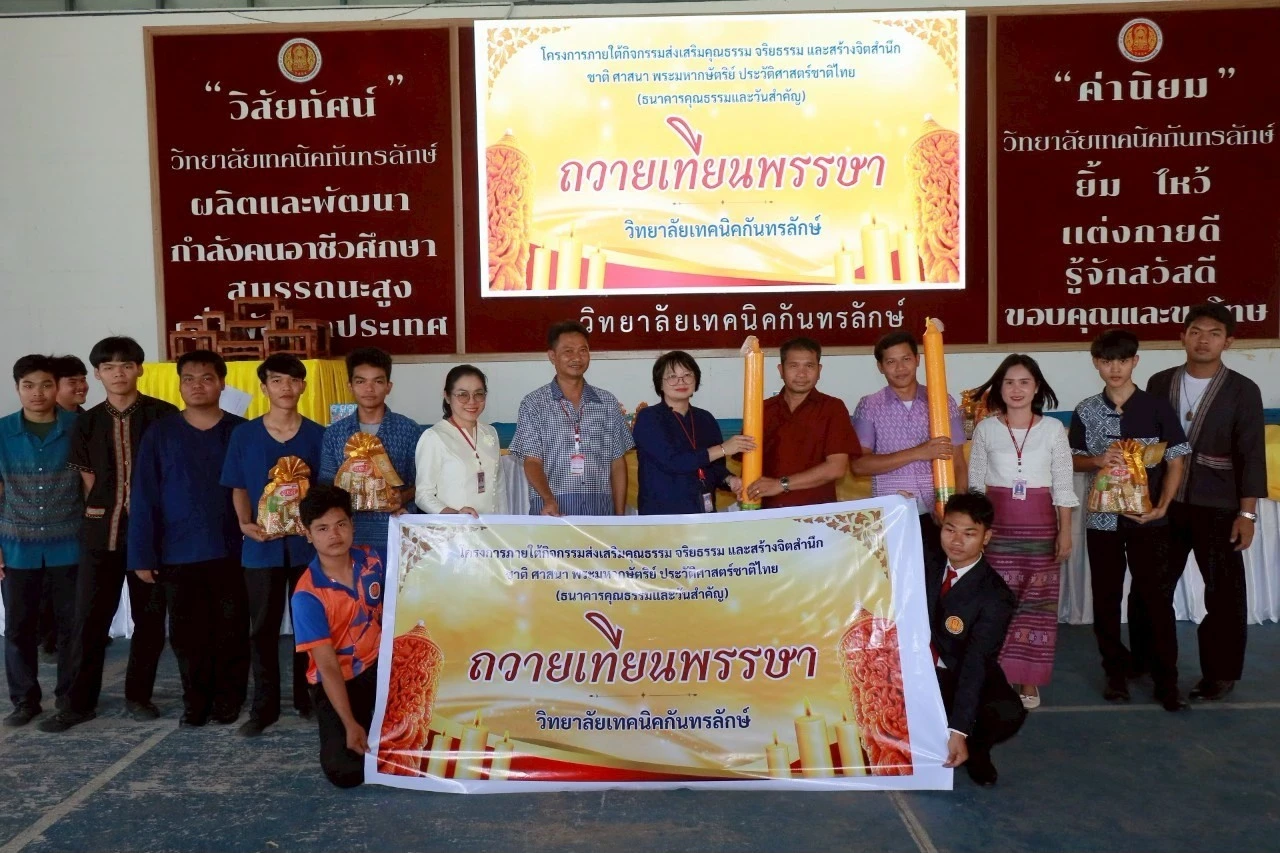 “ วิสัยทัศน์ ”
วิทยาลัยเทคนิคกันทรลักษ์
ผลิตและพัฒนา
กำลังคนอาชีวศึกษา
สมรรถนะสูง
ประเทศ
โครงการภายใต้กิจกรรมส่งเสริมคุณธรรม จริยธรรม และสร้างจิตสำนึก
ชาติ ศาสนา พระมหากษัตริย์ ประวัติศาสตร์ชาติไทย
(ธนาคารคุณธรรมและวันสำคัญ)
ถวายเทียนพรรษา
วิทยาลัยเทคนิคกันทรลักษ์
วิทยาลัยเทคนิคกันทรลักษ์
“ ค่านิยม ”
วิทยาลัยเทคนิคกันทรลักษ์
ยิ้ม ไหว้
แต่งกายดี
รู้จักสวัสดี
ขอบคุณและขอโทษ
โครงการภายใต้กิจกรรมส่งเสริมคุณธรรม จริยธรรม และสร้างจิตสำนึก
ชาติ ศาสนา พระมหากษัตริย์ ประวัติศาสตร์ชาติไทย
(ธนาคารคุณธรรมและวันสำคัญ)
ถวายเทียนพรรษา
วิทยาลัยเทคนิคกันทรลักษ์